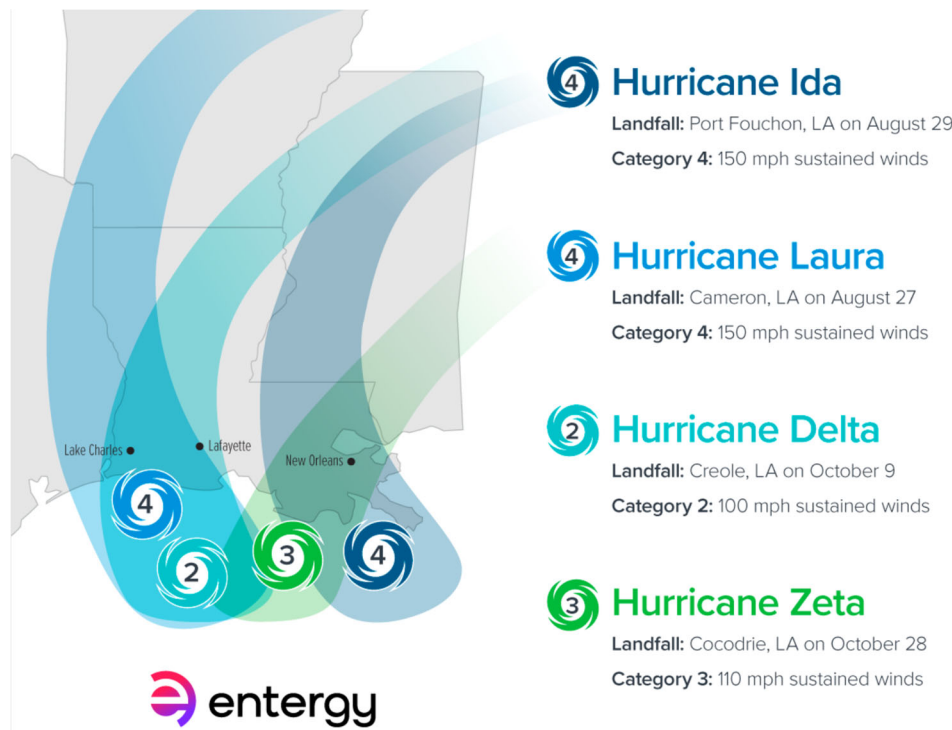 4 Hurricane Ida
Landfall: Port Fouchon, LA on August 29
Category 4: 150 mph sustained winds
4 Hurricane Laura
Landfall: Cameron, LA on August 27
Category 4: 150 mph sustained winds
2 Hurricane Delta
Landfall: Creole, LA on October 9
Category 2: 100 mph sustained winds
3 Hurricane Zeta
Landfall: Cocodrie, LA on October 28
Category 3: 110 mph sustained winds
Lake Charles
Lafayette
New Orleans
4
2
3
4
entergy